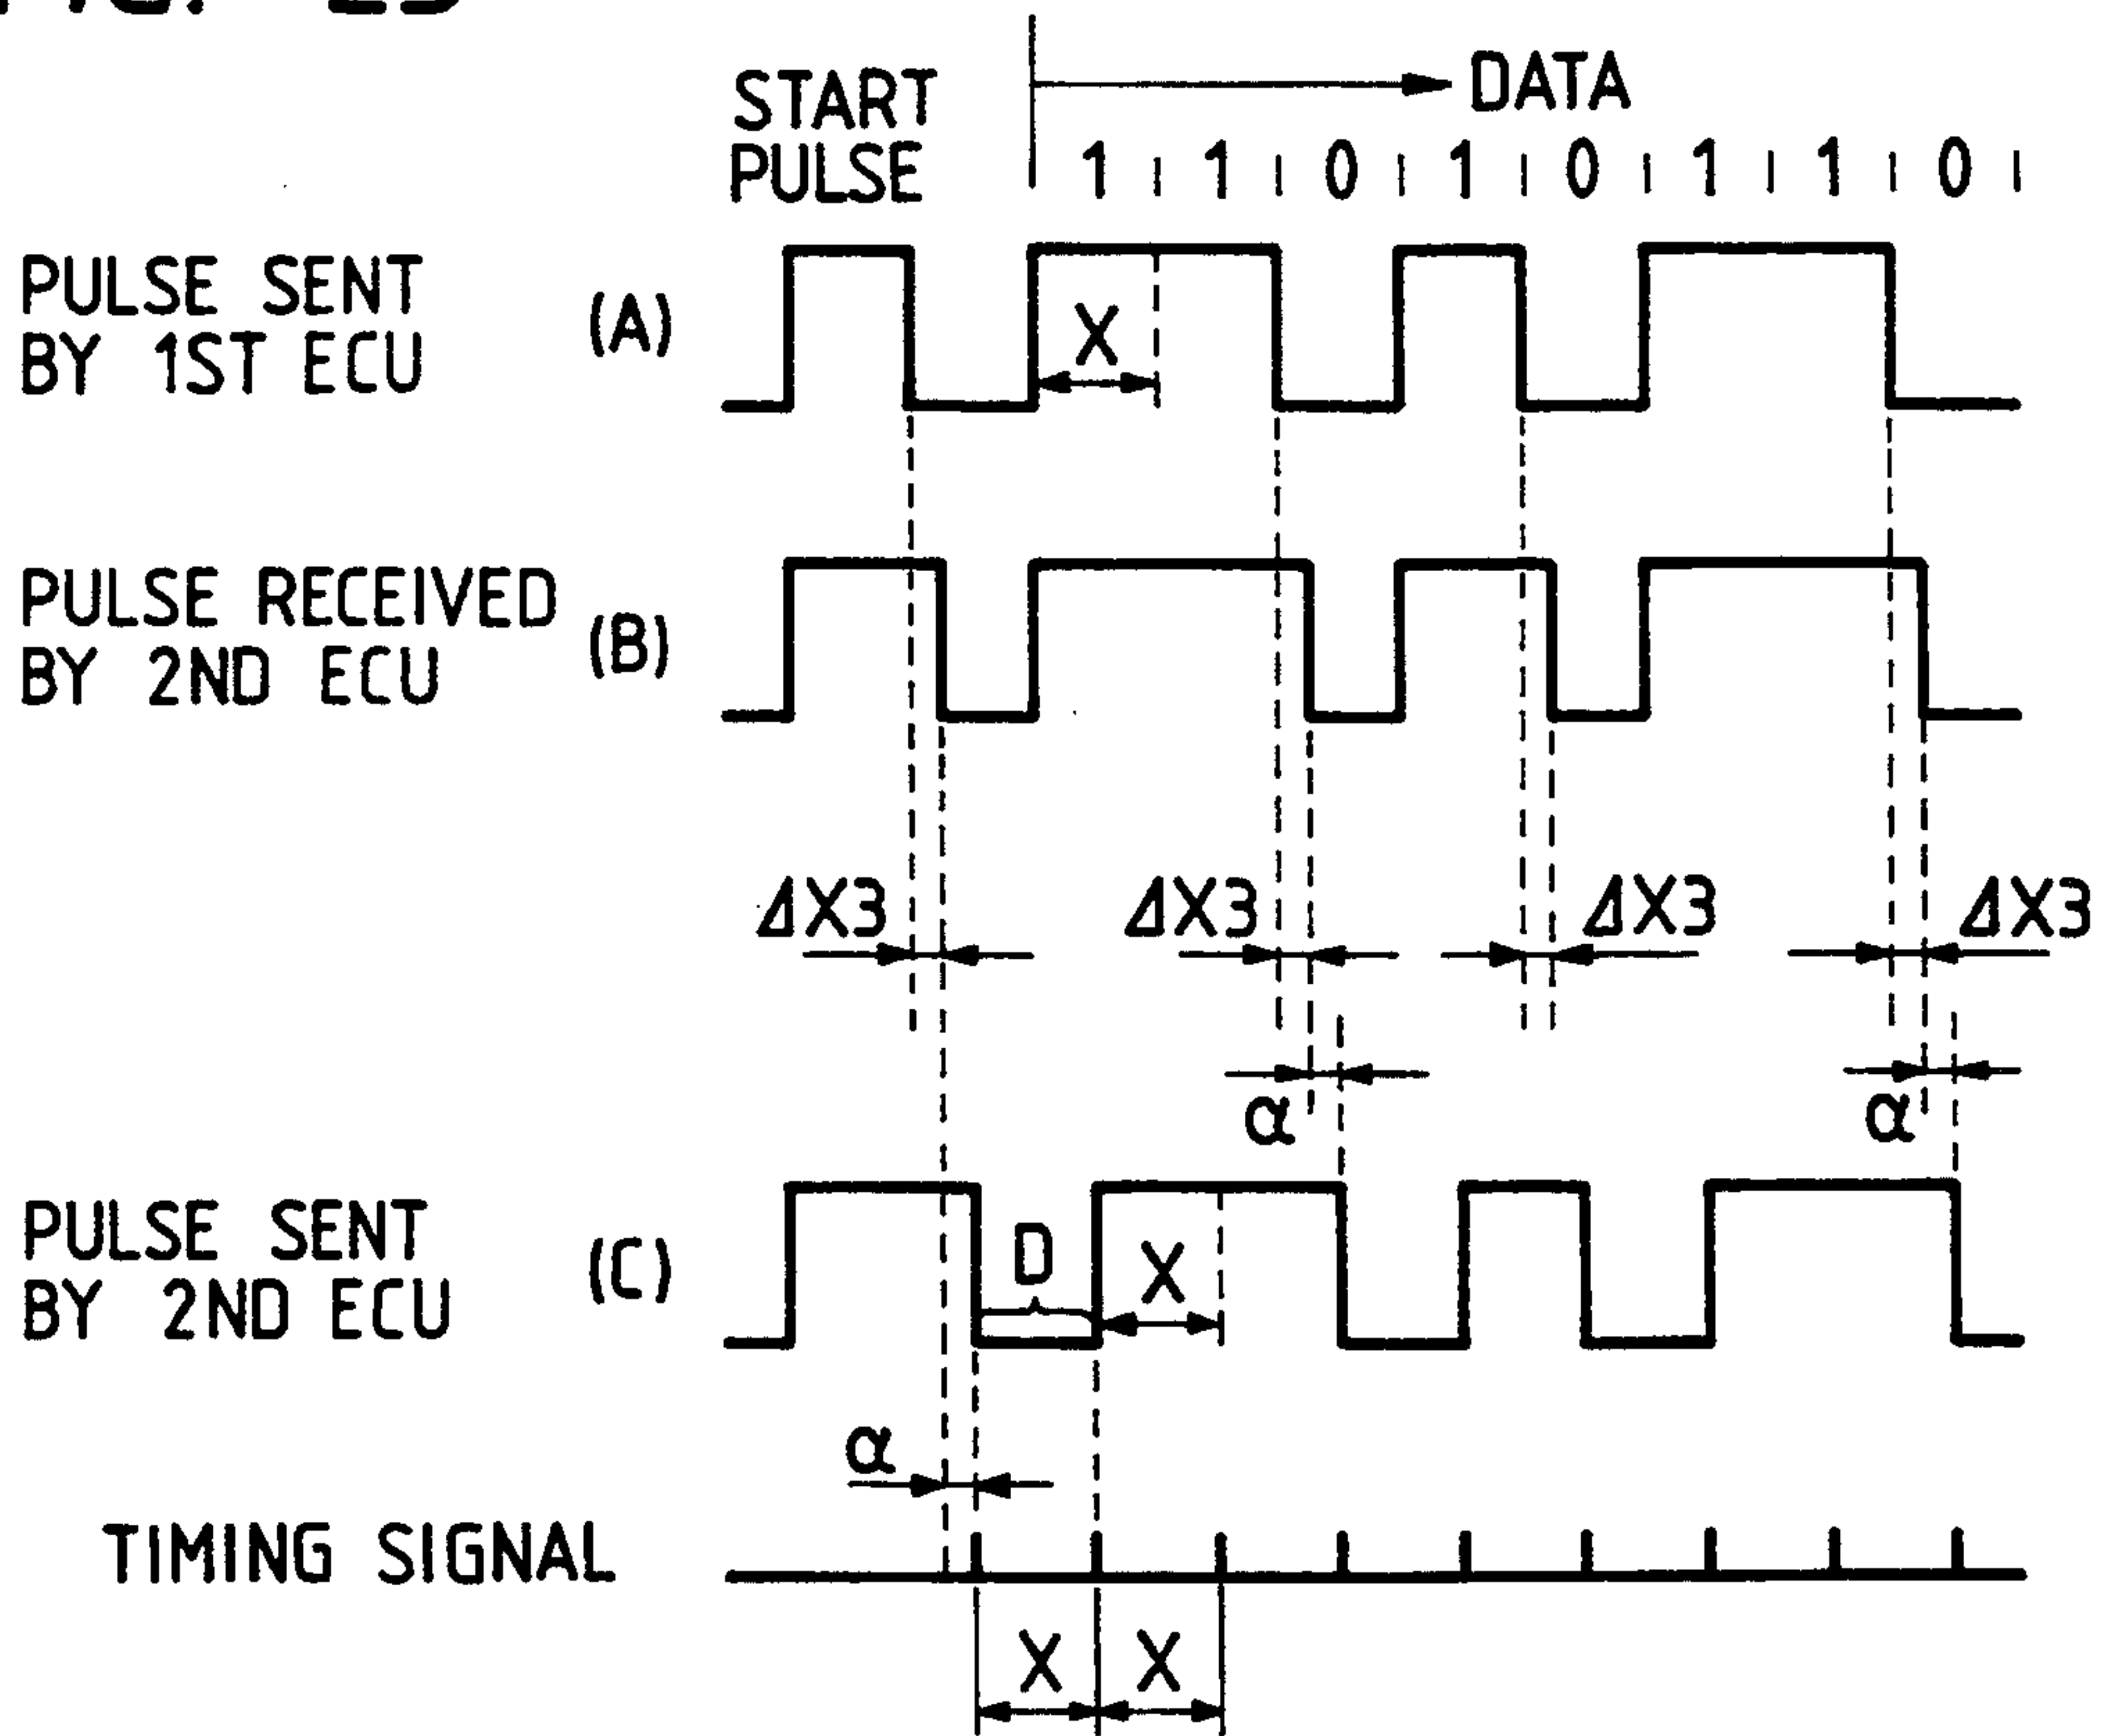 START
PULSE
DATA
1 1 0 1 0 1 1 0
PULSE SENT
BY 1ST ECU
(A)
X
PULSE RECEIVED
BY 2ND ECU
(B)
ΔX3 ΔX3 ΔX3 ΔX3
α α
PULSE SENT
BY 2ND ECU
(C)
D X
α
TIMING SIGNAL
X X